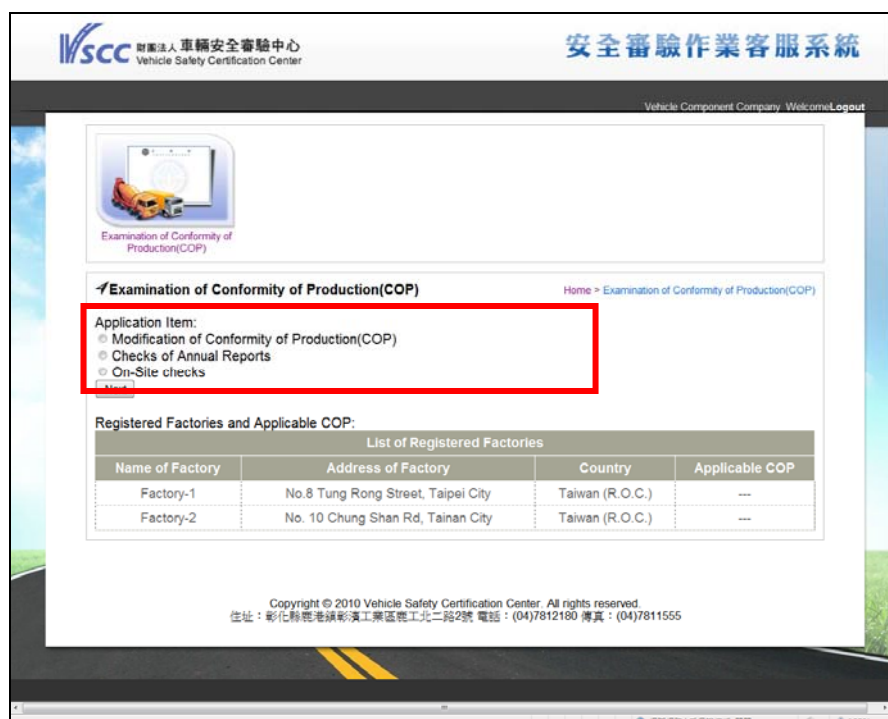 VSCC 財團法人車輛安全審驗中心
Vehicle Safety Certification Center
安全審驗作業客服系統
Vehicle Component Company WelcomeLogout
Examination of Conformity of
Production(COP)
Examination of Conformity of Production(COP)
Home > Examination of Conformity of Production(COP)
Application Item:
Modification of Conformity of Production(COP)
Checks of Annual Reports
On-Site checks
Next
Registered Factories and Applicable COP:
List of Registered Factories
Name of Factory Address of Factory Country Applicable COP
Factory-1 No.8 Tung Rong Street, Taipei City Taiwan (R.O.C.) ---
Factory-2 No. 10 Chung Shan Rd, Tainan City Taiwan (R.O.C.) ---
Copyright © 2010 Vehicle Safety Certification Center. All rights reserved.
住址：彰化縣鹿港鎮彰濱工業區鹿工北二路2號 電話：(04)7812180 傳真：(04)7811555